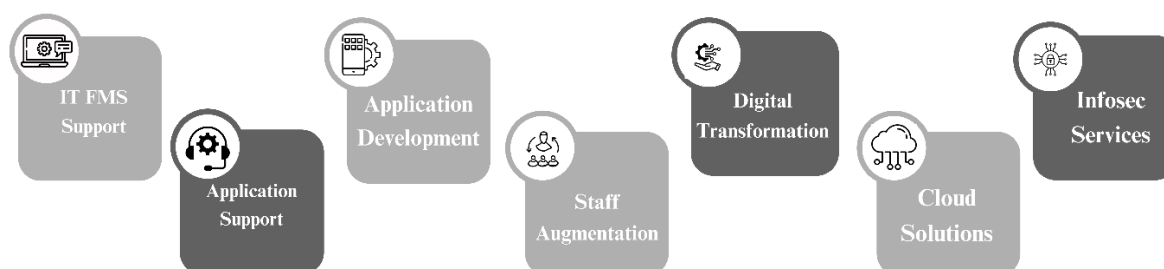 IT FMS
Support
Application
Support
Application
Development
Staff
Augmentation
Digital
Transformation
Cloud
Solutions
Infosec
Services